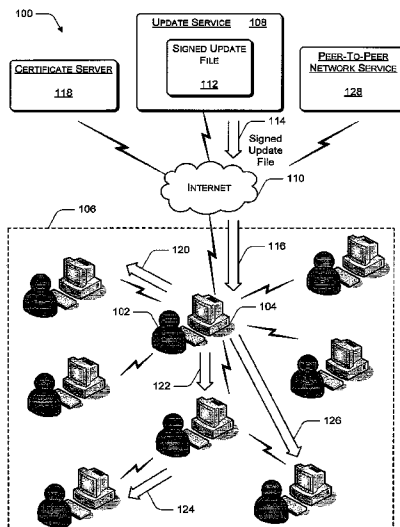 100
UPDATE SERVICE 108
SIGNED UPDATE
FILE
112
CERTIFICATE SERVER
118
PEER-TO-PEER
NETWORK SERVICE
128
114
Signed
Update
File
INTERNET
110
106
116
120
102
104
122
126
124